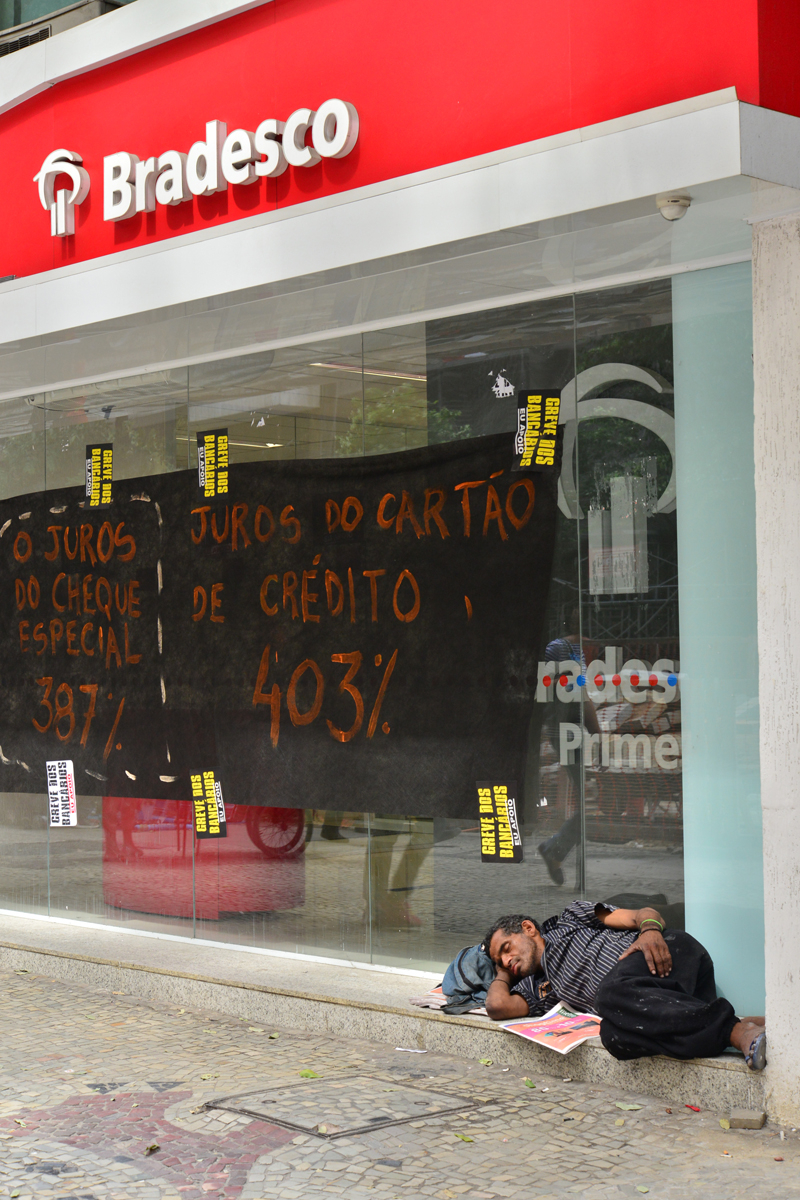 Bradesco
GREVE DOS
BANCÁRIOS
EU APOIO
GREVE DOS
BANCÁRIOS
EU APOIO
GREVE DOS
BANCÁRIOS
EU APOIO
O JUROS
DO CHEQUE
ESPECIAL
387%
JUROS DO CARTÃO
DE CRÉDITO
403%
Brades
Prime
GREVE DOS
BANCÁRIOS
EU APOIO
GREVE DOS
BANCÁRIOS
EU APOIO
GREVE DOS
BANCÁRIOS
EU APOIO